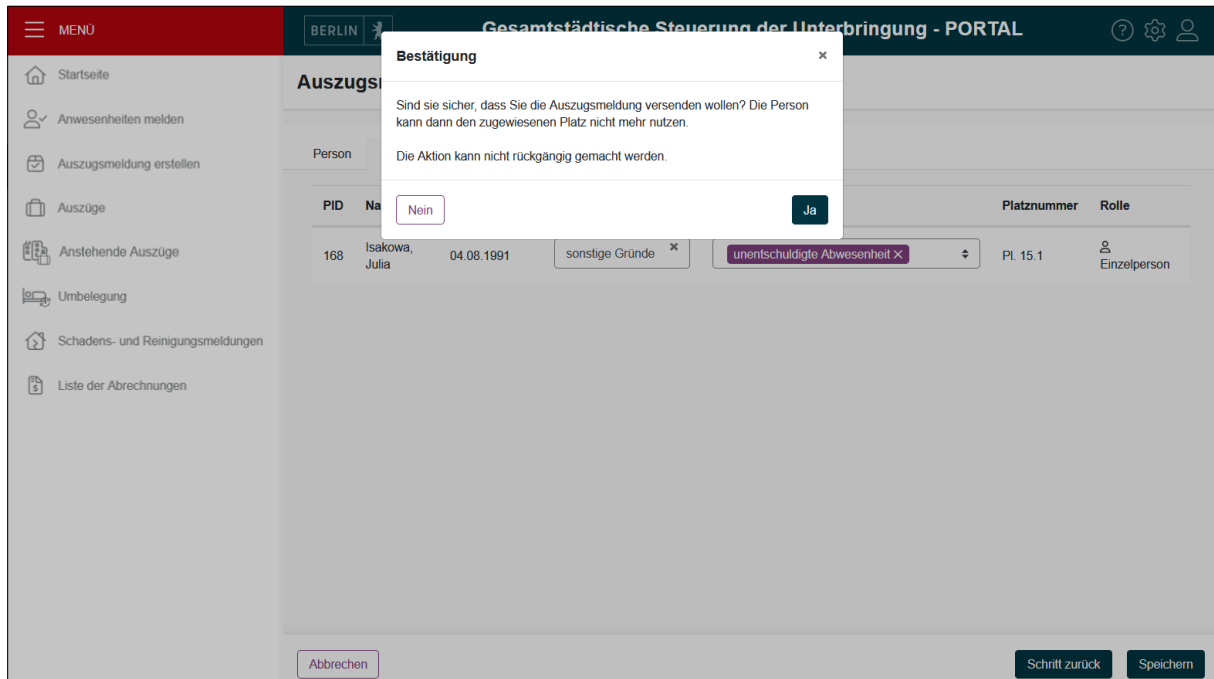 MENÜ
BERLIN
Gesamtstädtische Steuerung der Unterbringung - PORTAL
Startseite
Anwesenheiten melden
Auszugsmeldung erstellen
Auszüge
Anstehende Auszüge
Umbelegung
Schadens- und Reinigungsmeldungen
Liste der Abrechnungen
Bestätigung
Sind sie sicher, dass Sie die Auszugsmeldung versenden wollen? Die Person
kann dann den zugewiesenen Platz nicht mehr nutzen.
Die Aktion kann nicht rückgängig gemacht werden.
Nein
Ja
Person
PID
Platznummer
Rolle
168
Isakowa,
Julia
04.08.1991
sonstige Gründe
unentschuldigte Abwesenheit
Pl. 15.1
Einzelperson
Abbrechen
Schritt zurück
Speichern